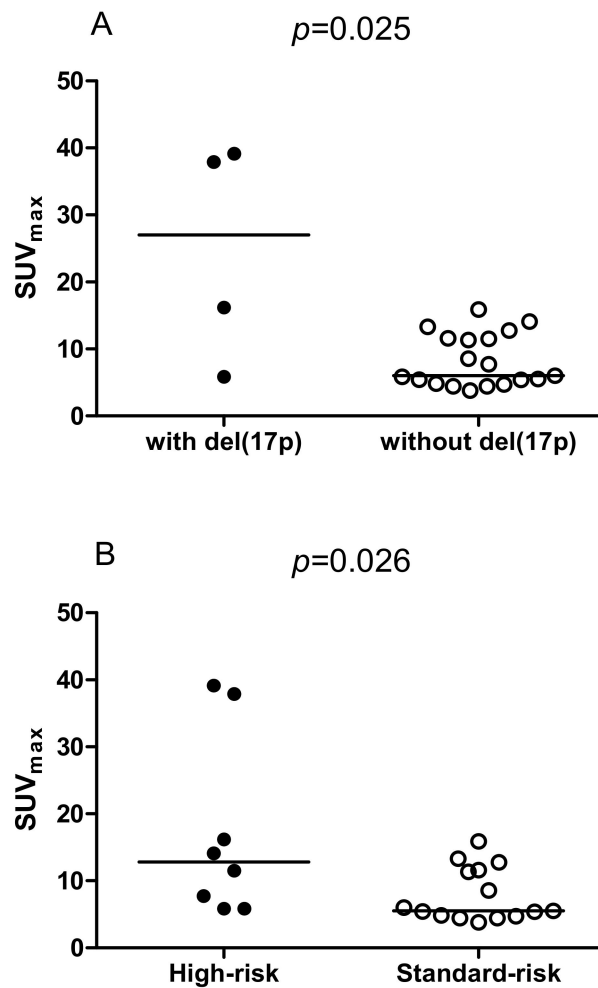 A
p=0.025
50
40
30
20
10
0
SUVmax
with del(17p) without del(17p)
B
p=0.026
50
40
30
20
10
0
SUVmax
High-risk Standard-risk